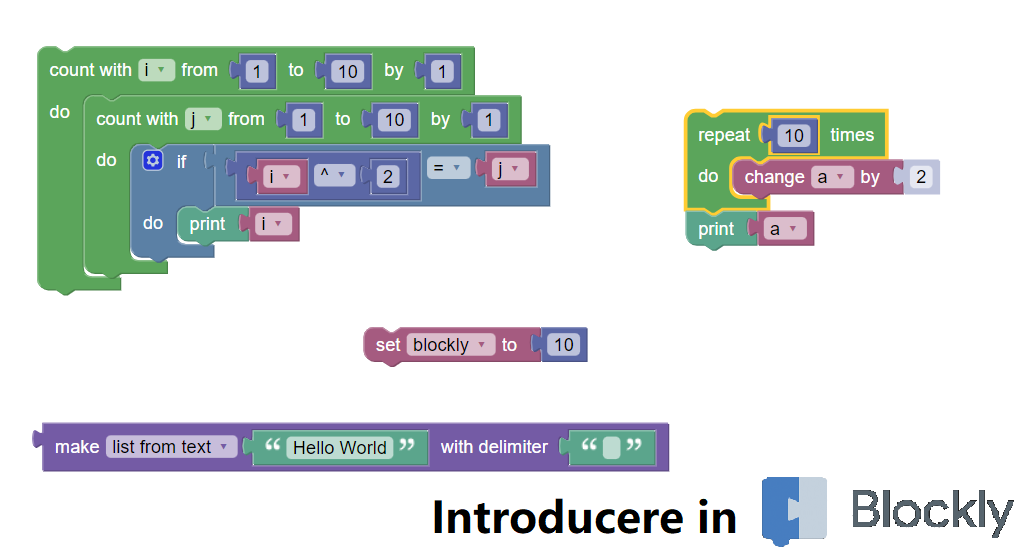 count with i from 1 to 10 by 1
do count with j from 1 to 10 by 1
do if i ^ 2 = j
do print i
repeat 10 times
do change a by 2
print a
set blockly to 10
make list from text “ Hello World ” with delimiter “ ”
Introducere in Blockly